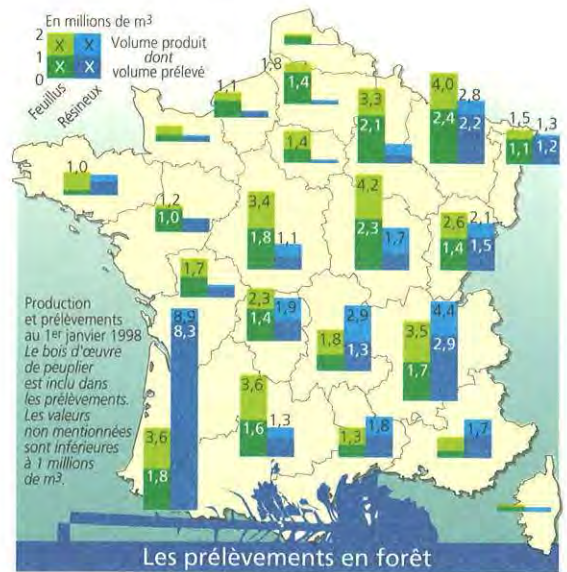 En millions de m³
2
1
0
X X
X X
Volume produit
dont
volume prélevé
Feuillus
Résineux
1,8
1,4
1,1
3,3
2,1
4,0
2,8
2,4 2,2
1,5 1,3
1,1 1,2
1,4
1,0
1,2
1,0
3,4
1,8 1,1
4,2
2,3 1,7
2,6 2,1
1,4 1,5
1,7
2,3 1,9
1,4
2,9
1,8 1,3
4,4
3,5 2,9
1,7
8,9
8,3
3,6
1,8
3,6
1,6 1,3
1,3 1,8
1,7
Production
et prélèvements
au 1er janvier 1998
Le bois d'œuvre
de peuplier
est inclu dans
les prélèvements.
Les valeurs
non mentionnées
sont inférieures
à 1 millions
de m³.
Les prélèvements en forêt